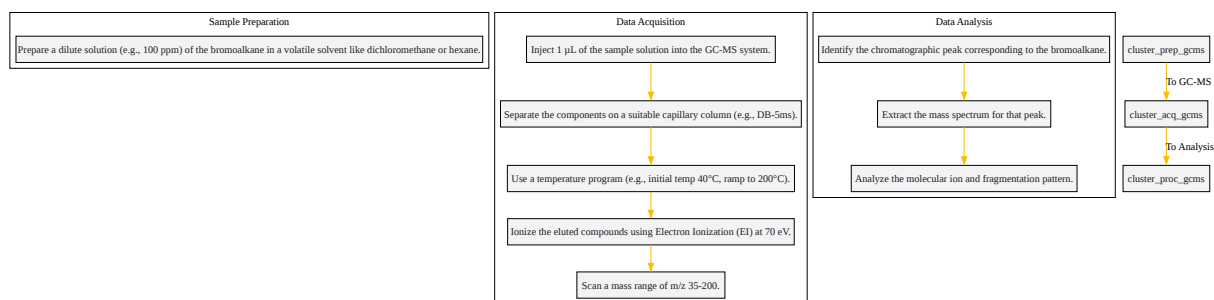 Sample Preparation
Prepare a dilute solution (e.g., 100 ppm) of the bromoalkane in a volatile solvent like dichloromethane or hexane.
Data Acquisition
Inject 1 µL of the sample solution into the GC-MS system.
Separate the components on a suitable capillary column (e.g., DB-5ms).
Use a temperature program (e.g., initial temp 40°C, ramp to 200°C).
Ionize the eluted compounds using Electron Ionization (EI) at 70 eV.
Scan a mass range of m/z 35-200.
Data Analysis
Identify the chromatographic peak corresponding to the bromoalkane.
Extract the mass spectrum for that peak.
Analyze the molecular ion and fragmentation pattern.
cluster_prep_gcms
To GC-MS
cluster_acq_gcms
To Analysis
cluster_proc_gcms